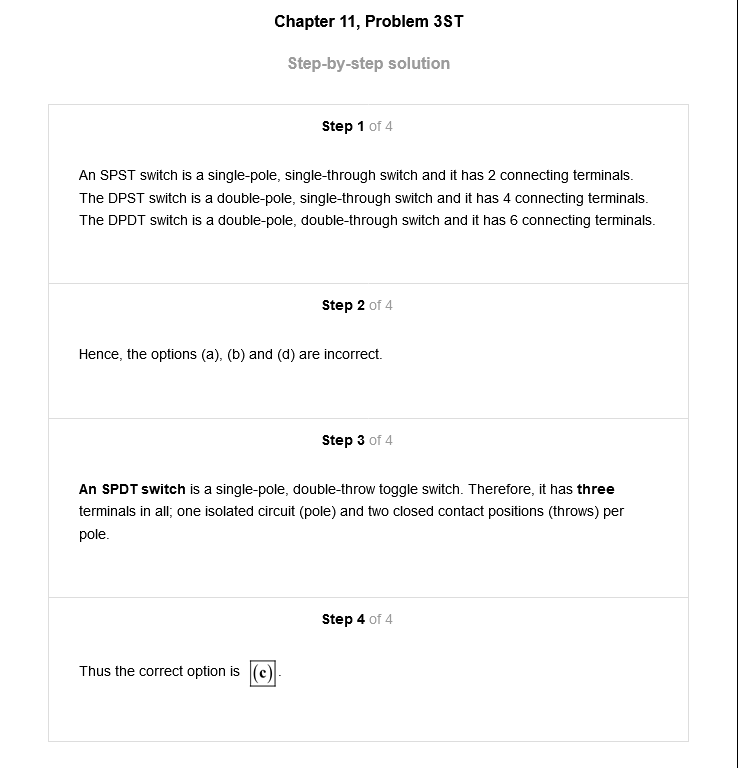 Chapter 11, Problem 3ST
Step-by-step solution
Step 1 of 4
An SPST switch is a single-pole, single-through switch and it has 2 connecting terminals.
The DPST switch is a double-pole, single-through switch and it has 4 connecting terminals.
The DPDT switch is a double-pole, double-through switch and it has 6 connecting terminals.
Step 2 of 4
Hence, the options (a), (b) and (d) are incorrect.
Step 3 of 4
An SPDT switch is a single-pole, double-throw toggle switch. Therefore, it has three
terminals in all; one isolated circuit (pole) and two closed contact positions (throws) per
pole.
Step 4 of 4
Thus the correct option is (c).